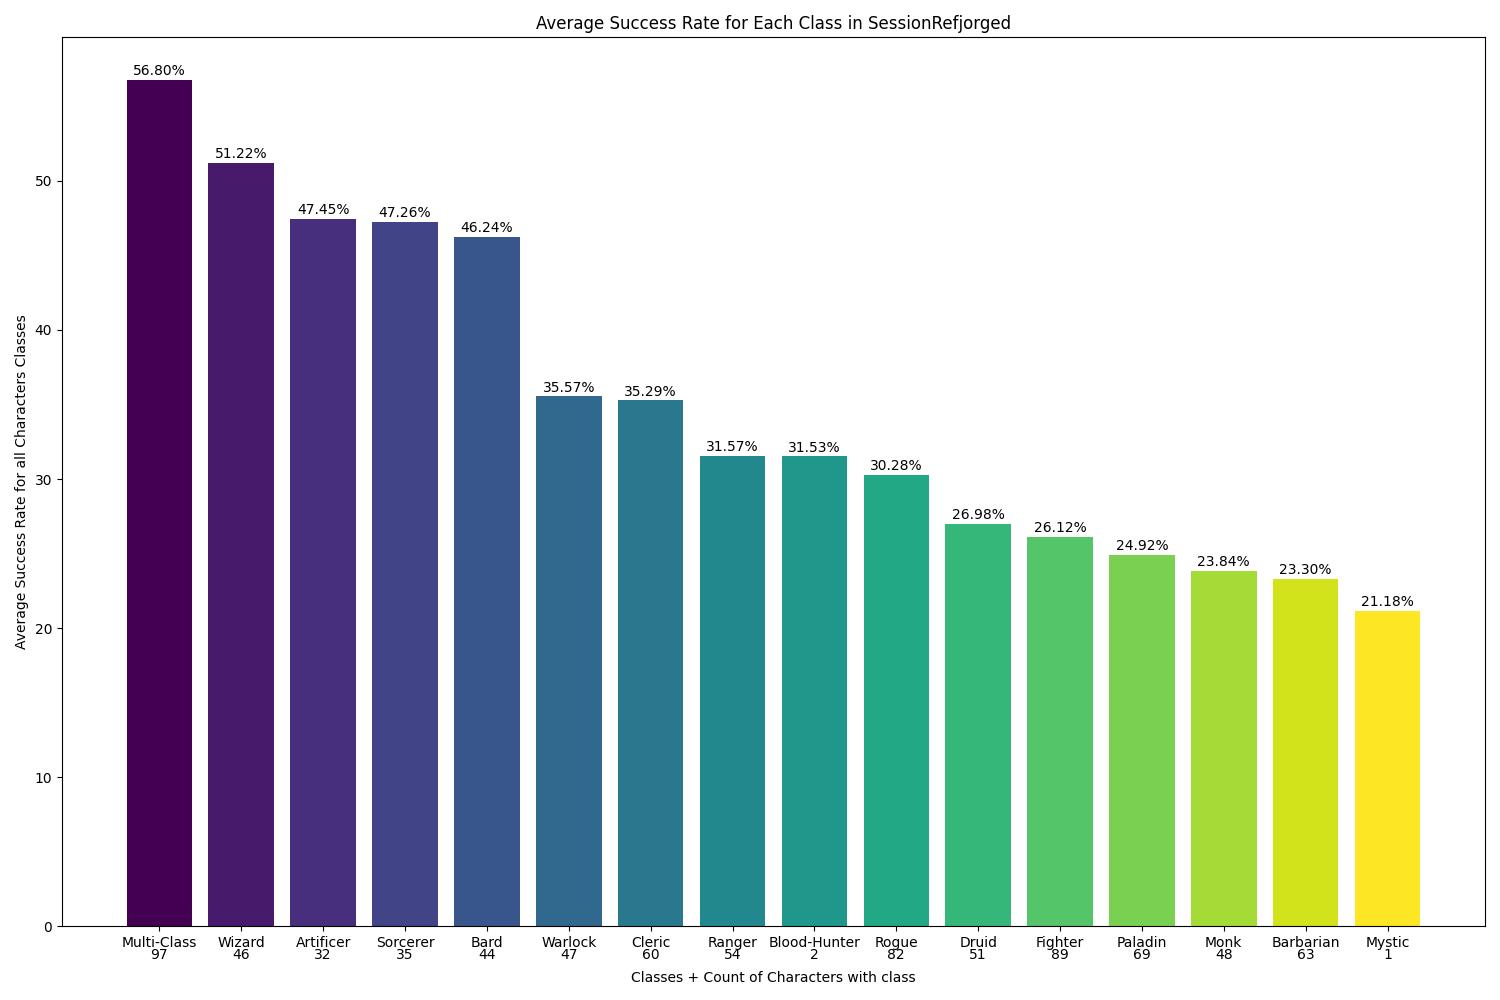 Average Success Rate for Each Class in SessionRefjorged
Average Success Rate for all Characters Classes
50
40
30
20
10
0
56.80%
51.22%
47.45%
47.26%
46.24%
35.57%
35.29%
31.57%
31.53%
30.28%
26.98%
26.12%
24.92%
23.84%
23.30%
21.18%
Multi-Class
97
Wizard
46
Artificer
32
Sorcerer
35
Bard
44
Warlock
47
Cleric
60
Ranger
54
Blood-Hunter
2
Rogue
82
Druid
51
Fighter
89
Paladin
69
Monk
48
Barbarian
63
Mystic
1
Classes + Count of Characters with class